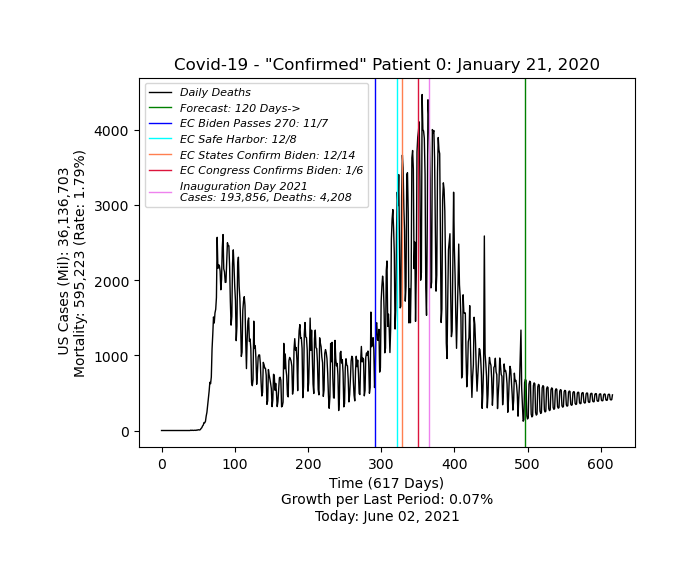 Covid-19 - "Confirmed" Patient 0: January 21, 2020
Daily Deaths
Forecast: 120 Days->
EC Biden Passes 270: 11/7
EC Safe Harbor: 12/8
EC States Confirm Biden: 12/14
EC Congress Confirms Biden: 1/6
Inauguration Day 2021
Cases: 193,856, Deaths: 4,208
US Cases (Mil): 36,136,703
Mortality: 595,223 (Rate: 1.79%)
4000
3000
2000
1000
0
0 100 200 300 400 500 600
Time (617 Days)
Growth per Last Period: 0.07%
Today: June 02, 2021